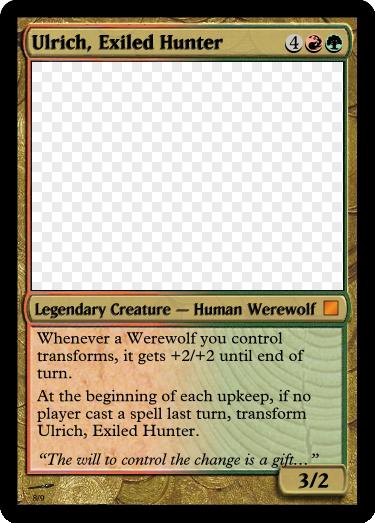 Ulrich, Exiled Hunter 4
Legendary Creature — Human Werewolf
Whenever a Werewolf you control
transforms, it gets +2/+2 until end of
turn.
At the beginning of each upkeep, if no
player cast a spell last turn, transform
Ulrich, Exiled Hunter.
“The will to control the change is a gift…”
3/2
8/9